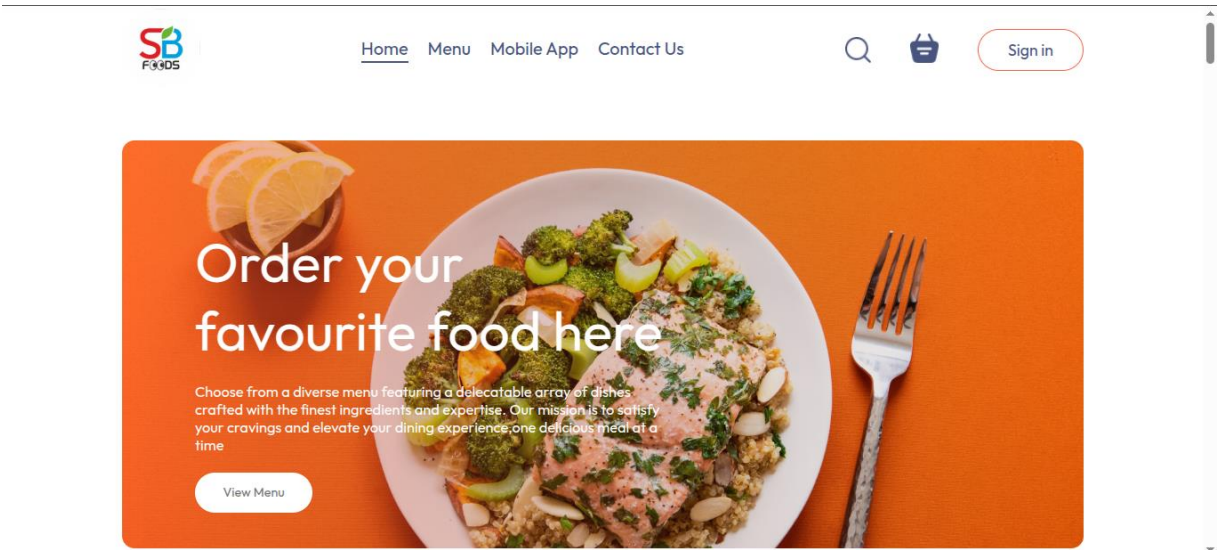 SB
FOODS
Home Menu Mobile App Contact Us
Sign in
Order your
favourite food here
Choose from a diverse menu featuring a delecatable array of dishes
crafted with the finest ingredients and expertise. Our mission is to satisfy
your cravings and elevate your dining experience,one delicious meal at a
time
View Menu